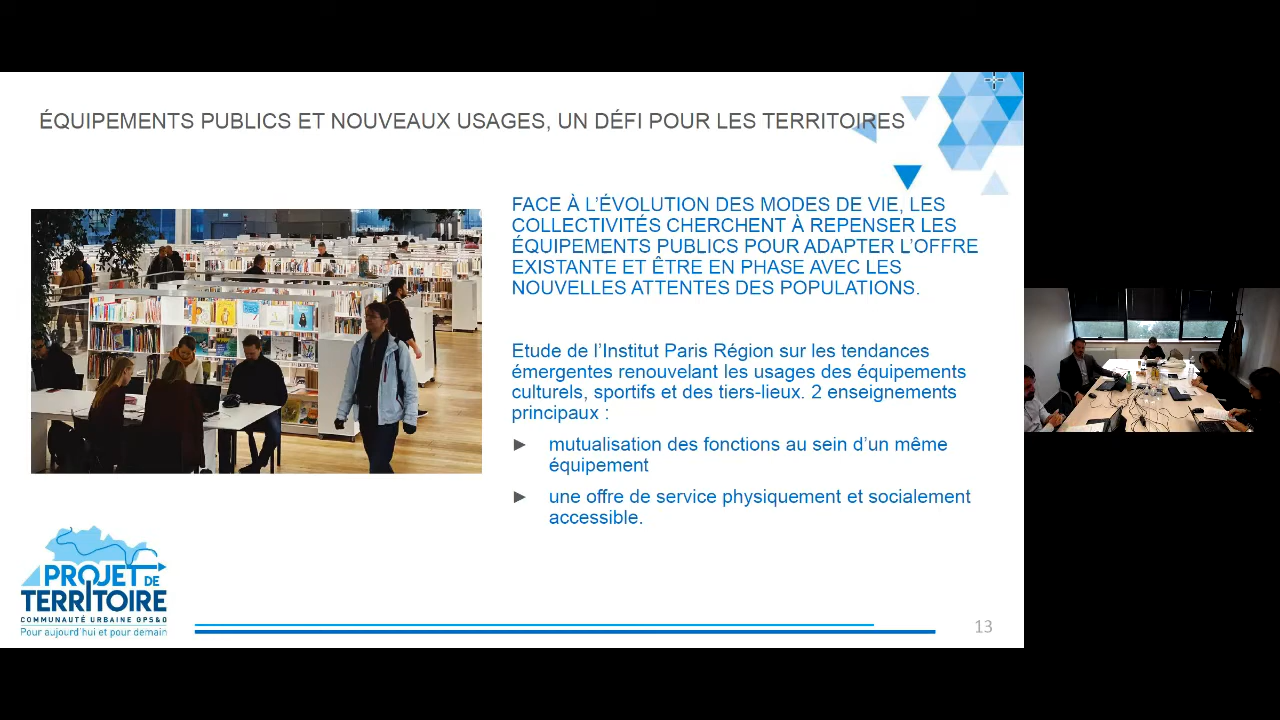 ÉQUIPEMENTS PUBLICS ET NOUVEAUX USAGES, UN DÉFI POUR LES TERRITOIRES
FACE À L'ÉVOLUTION DES MODES DE VIE, LES
COLLECTIVITÉS CHERCHENT À REPENSER LES
ÉQUIPEMENTS PUBLICS POUR ADAPTER L'OFFRE
EXISTANTE ET ÊTRE EN PHASE AVEC LES
NOUVELLES ATTENTES DES POPULATIONS.
Etude de l'Institut Paris Région sur les tendances
émergentes renouvelant les usages des équipements
culturels, sportifs et des tiers-lieux. 2 enseignements
principaux :
► mutualisation des fonctions au sein d'un même
équipement
► une offre de service physiquement et socialement
accessible.
PROJET DE
TERRITOIRE
COMMUNAUTÉ URBAINE GPS&O
Pour aujourd'hui et pour demain
13